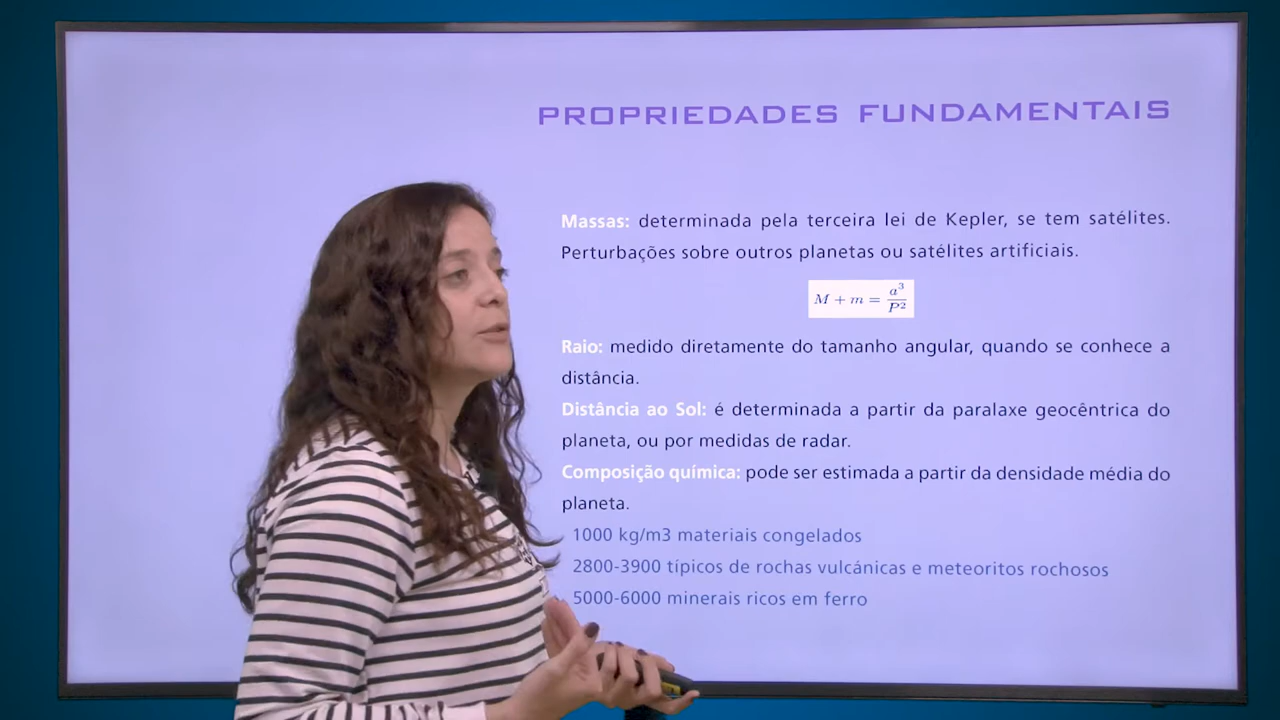 PROPRIEDADES FUNDAMENTAIS
Massas: determinada pela terceira lei de Kepler, se tem satélites.
Perturbações sobre outros planetas ou satélites artificiais.
M + m = a³/P²
Raio: medido diretamente do tamanho angular, quando se conhece a
distância.
Distância ao Sol: é determinada a partir da paralaxe geocêntrica do
planeta, ou por medidas de radar.
Composição química: pode ser estimada a partir da densidade média do
planeta.
1000 kg/m3 materiais congelados
2800-3900 típicos de rochas vulcánicas e meteoritos rochosos
5000-6000 minerais ricos em ferro